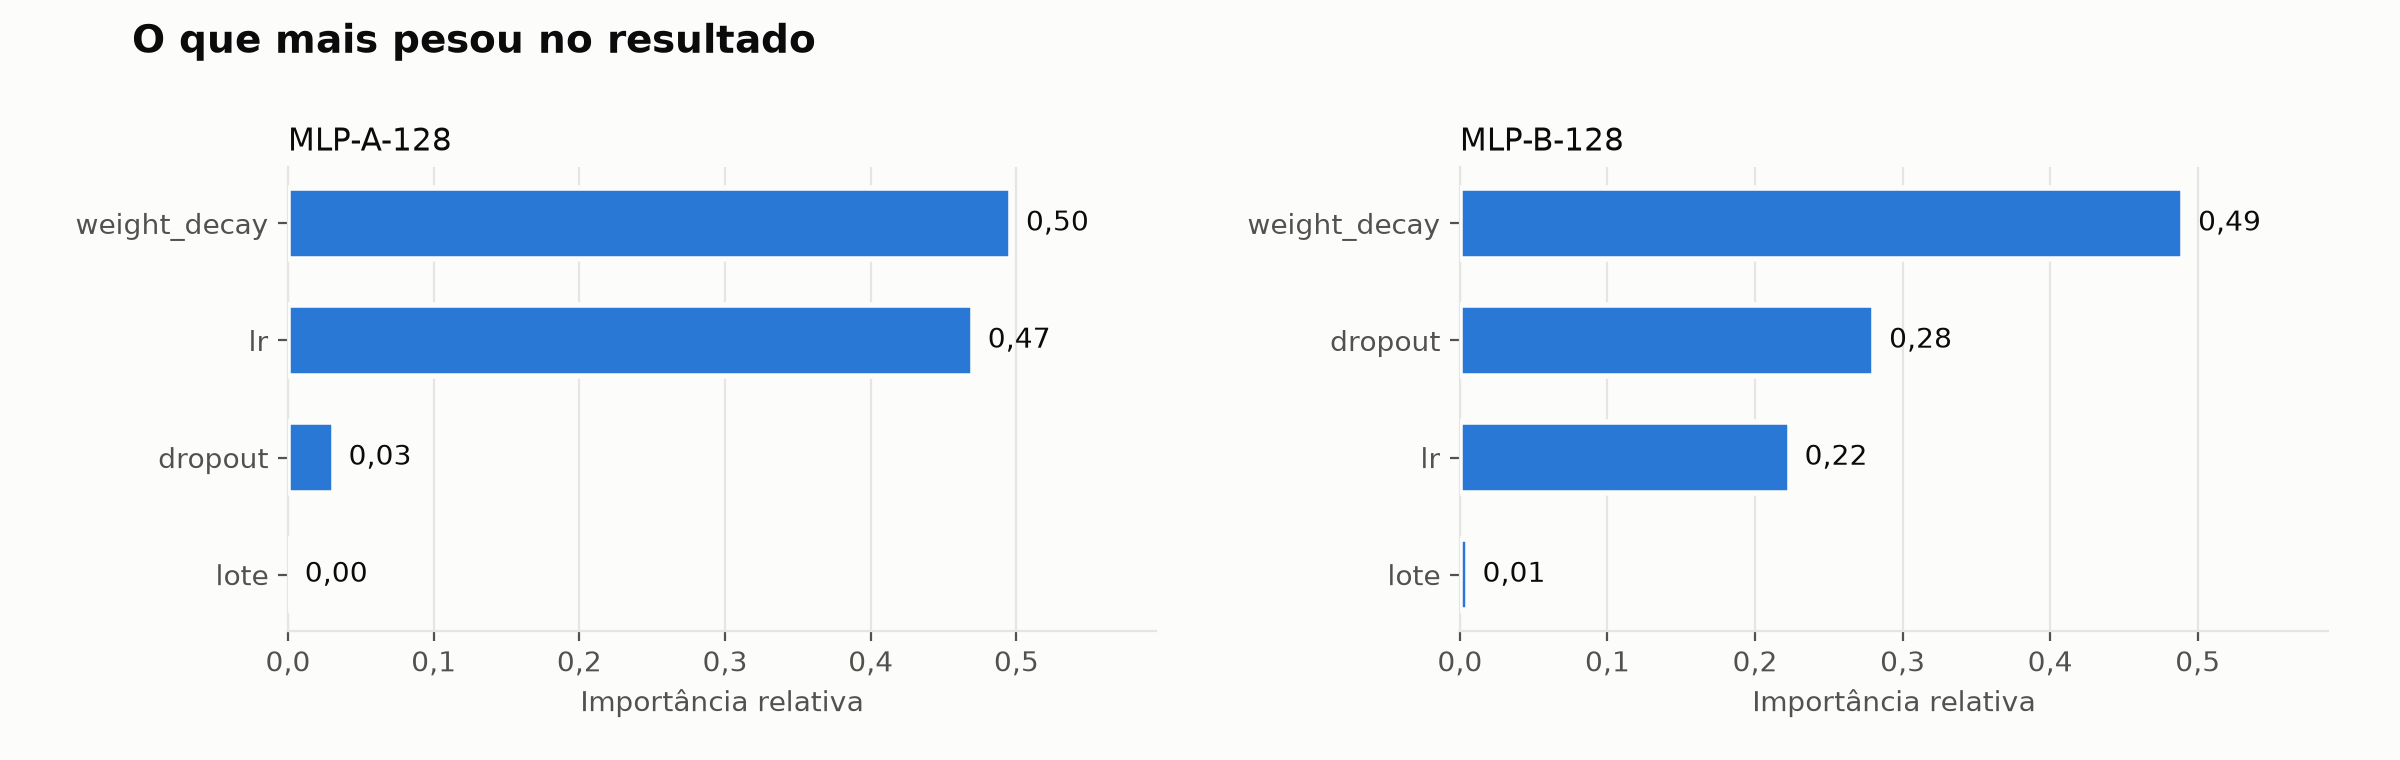 O que mais pesou no resultado
MLP-A-128
weight_decay
0,50
lr
0,47
dropout
0,03
lote
0,00
0,0 0,1 0,2 0,3 0,4 0,5
Importância relativa
MLP-B-128
weight_decay
0,49
dropout
0,28
lr
0,22
lote
0,01
0,0 0,1 0,2 0,3 0,4 0,5
Importância relativa